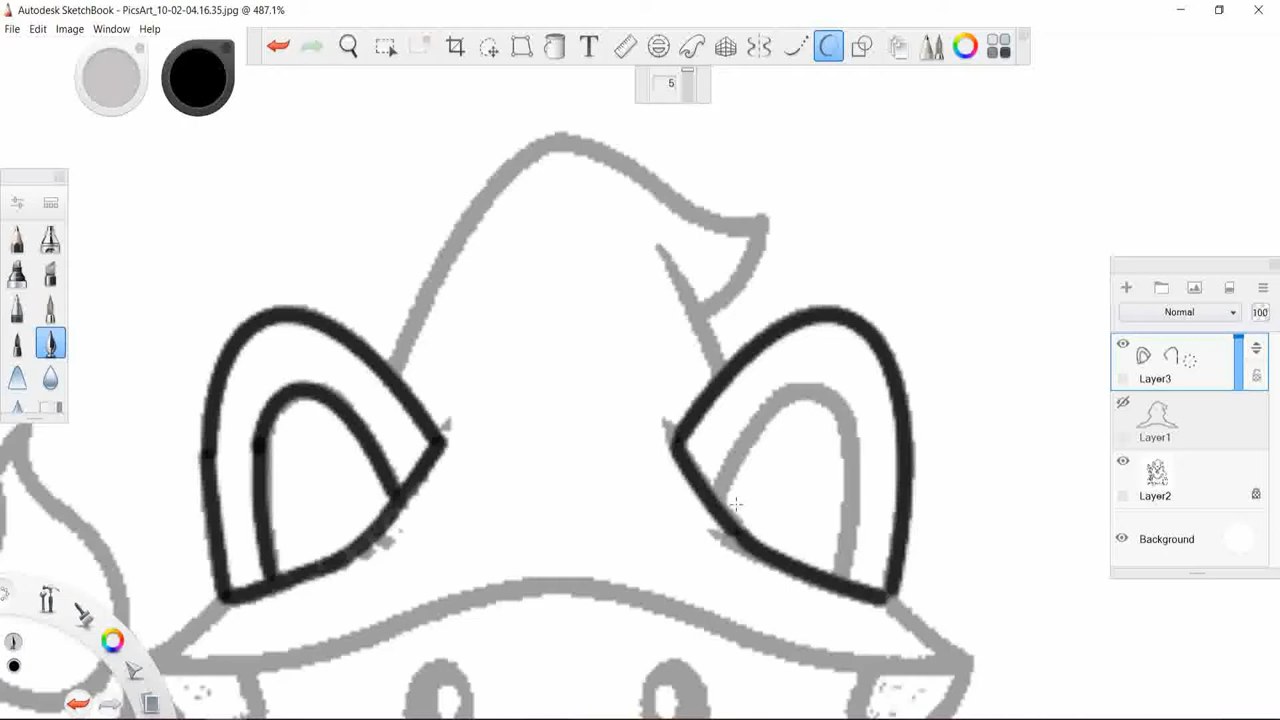 Autodesk SketchBook - PicsArt_10-02-04.16.35.jpg @ 487.1%
File Edit Image Window Help
T
5
Normal 100
Layer3
Layer1
Layer2
Background